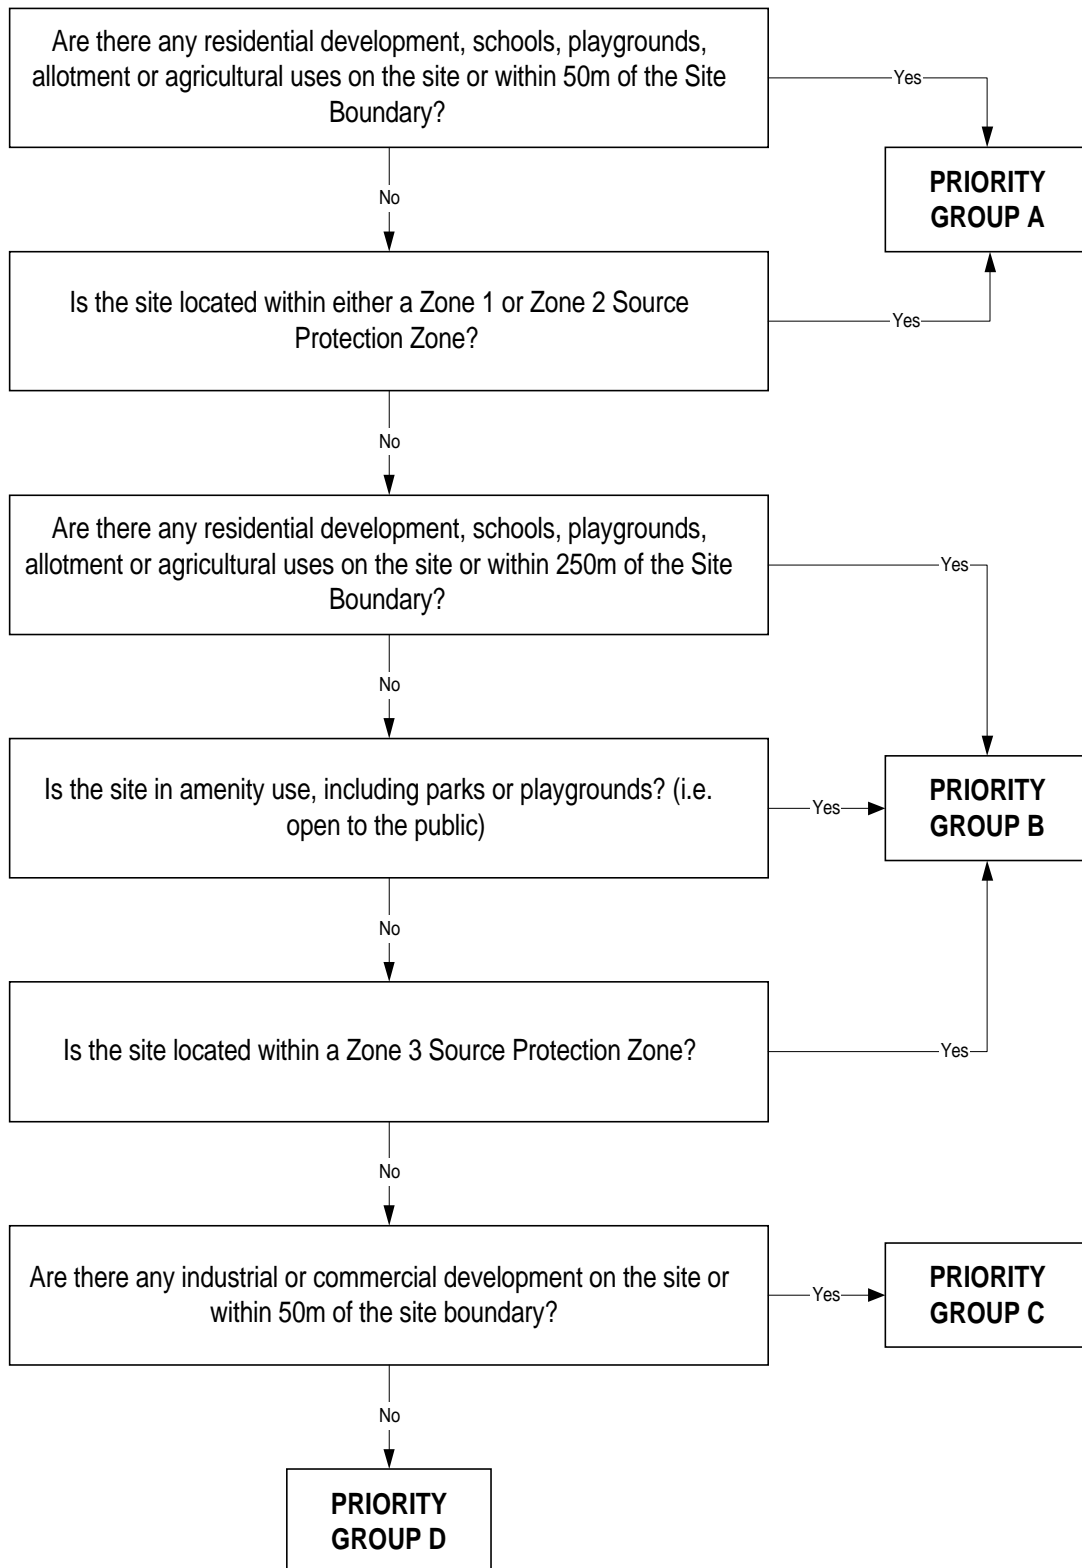 Are there any residential development, schools, playgrounds,
allotment or agricultural uses on the site or within 50m of the Site
Boundary?
Yes
PRIORITY
GROUP A
No
Is the site located within either a Zone 1 or Zone 2 Source
Protection Zone?
Yes
No
Are there any residential development, schools, playgrounds,
allotment or agricultural uses on the site or within 250m of the Site
Boundary?
Yes
No
Is the site in amenity use, including parks or playgrounds? (i.e.
open to the public)
Yes
PRIORITY
GROUP B
No
Is the site located within a Zone 3 Source Protection Zone?
Yes
No
Are there any industrial or commercial development on the site or
within 50m of the site boundary?
Yes
PRIORITY
GROUP C
No
PRIORITY
GROUP D